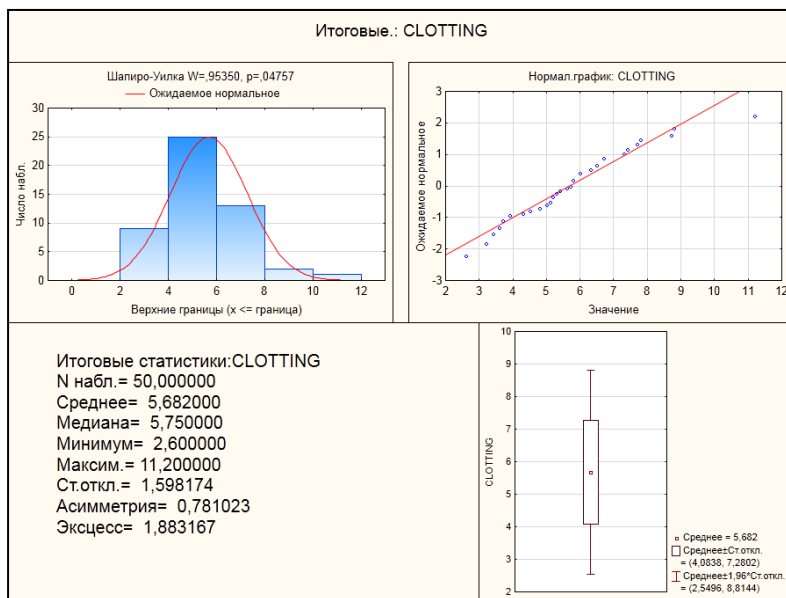 Итоговые.: CLOTTING
Шапиро-Уилка W=,95350, p=,04757
Ожидаемое нормальное
30
25
20
15
10
5
0
Число набл.
0 2 4 6 8 10 12
Верхние границы (x <= граница)
Нормал.график: CLOTTING
3
2
1
0
-1
-2
-3
Ожидаемое нормальное
2 3 4 5 6 7 8 9 10 11 12
Значение
Итоговые статистики:CLOTTING
N набл.= 50,000000
Среднее= 5,682000
Медиана= 5,750000
Минимум= 2,600000
Максим.= 11,200000
Ст.откл.= 1,598174
Асимметрия= 0,781023
Эксцесс= 1,883167
10
9
8
7
6
5
4
3
2
CLOTTING
Среднее = 5,682
Среднее±Ст.откл.
= (4,0838, 7,2802)
Среднее±1,96*Ст.откл.
= (2,5496, 8,8144)